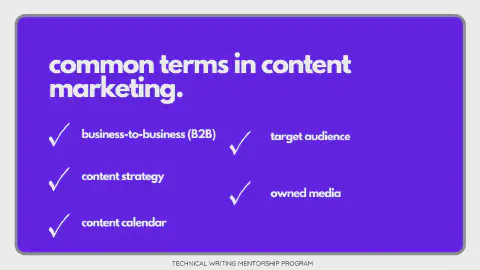 common terms in content
marketing.
business-to-business (B2B)
content strategy
content calendar
target audience
owned media
TECHNICAL WRITING MENTORSHIP PROGRAM